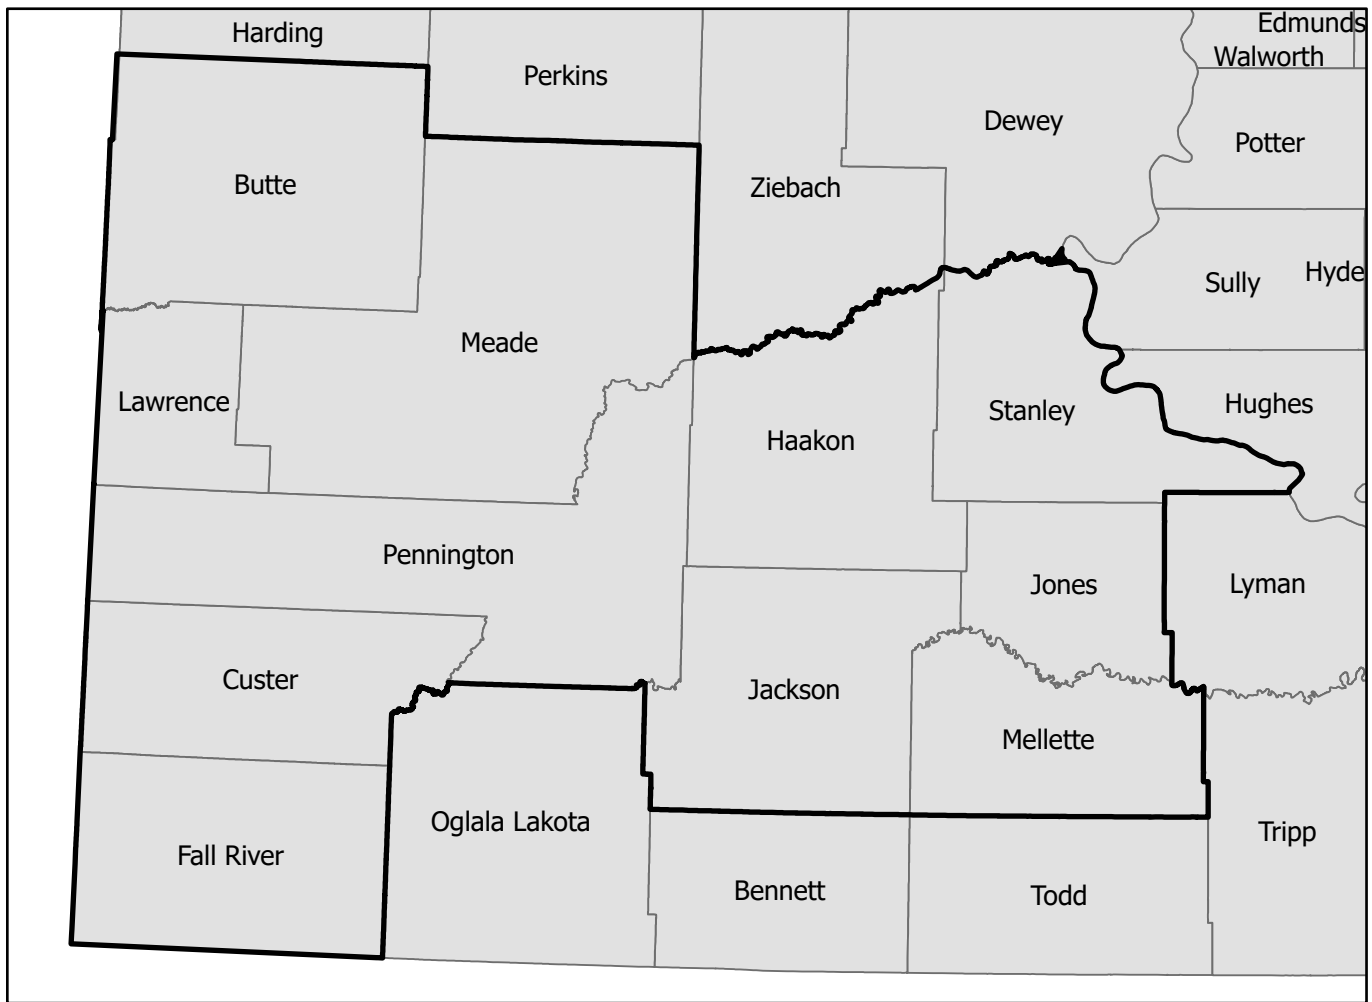 Harding
Edmunds
Walworth
Perkins
Dewey
Potter
Butte
Ziebach
Sully
Hyde
Meade
Lawrence
Haakon
Stanley
Hughes
Pennington
Jones
Lyman
Custer
Jackson
Mellette
Oglala Lakota
Tripp
Fall River
Bennett
Todd